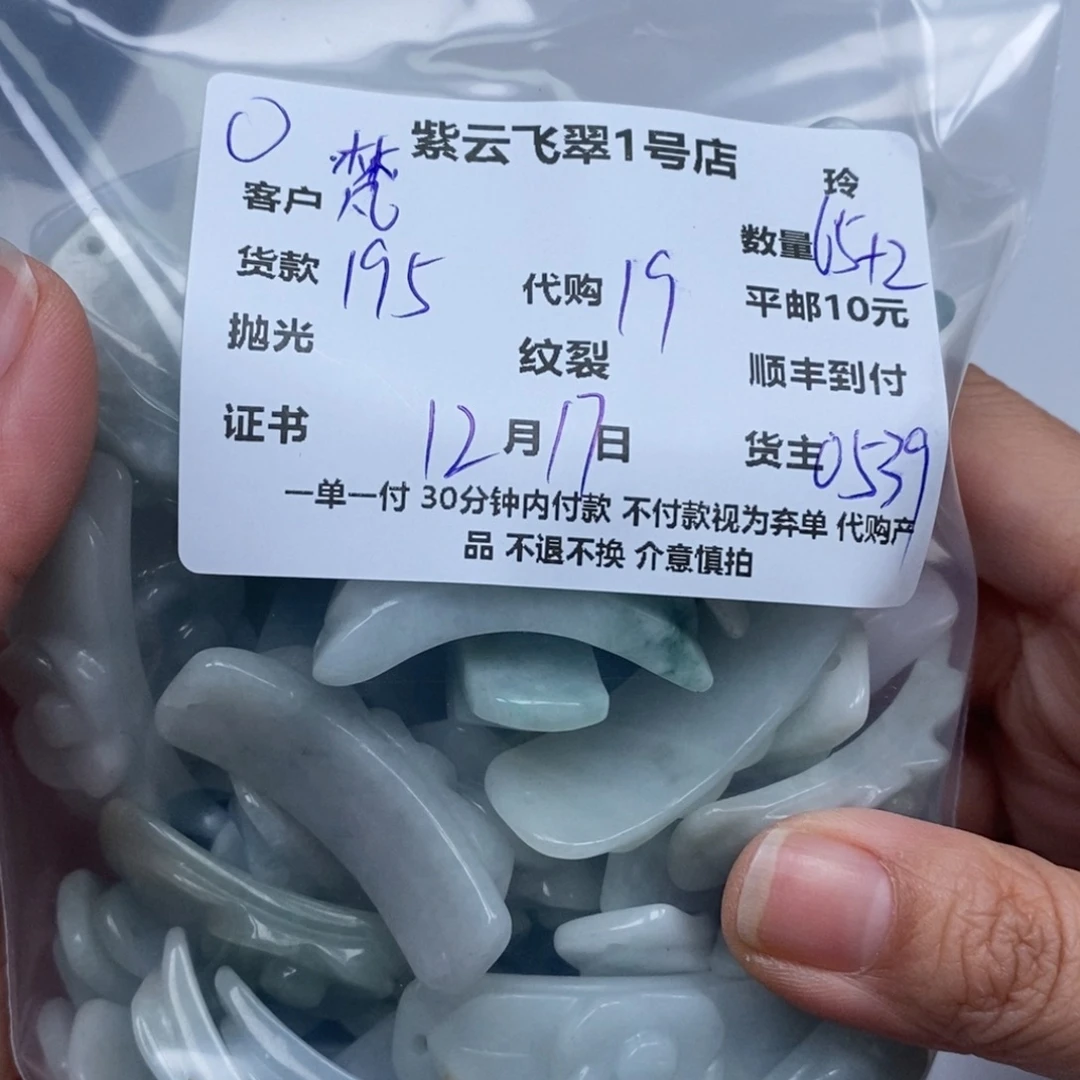 O 紫云飞翠1号店 玲
客户 梵 数量 65+2
货款 195 代购 19 平邮10元
抛光 纹裂 顺丰到付
证书 12月17日 货主 0539
一单一付 30分钟内付款 不付款视为弃单 代购产
品 不退不换 介意慎拍